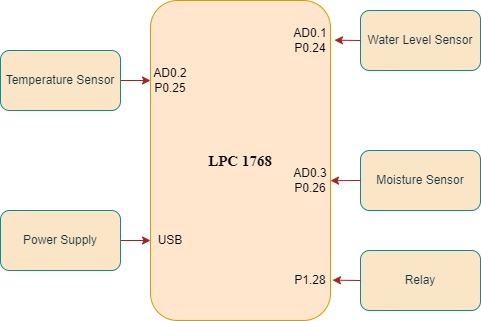 AD0.1
P0.24
Water Level Sensor
Temperature Sensor
AD0.2
P0.25
LPC 1768
AD0.3
P0.26
Moisture Sensor
Power Supply
USB
P1.28
Relay